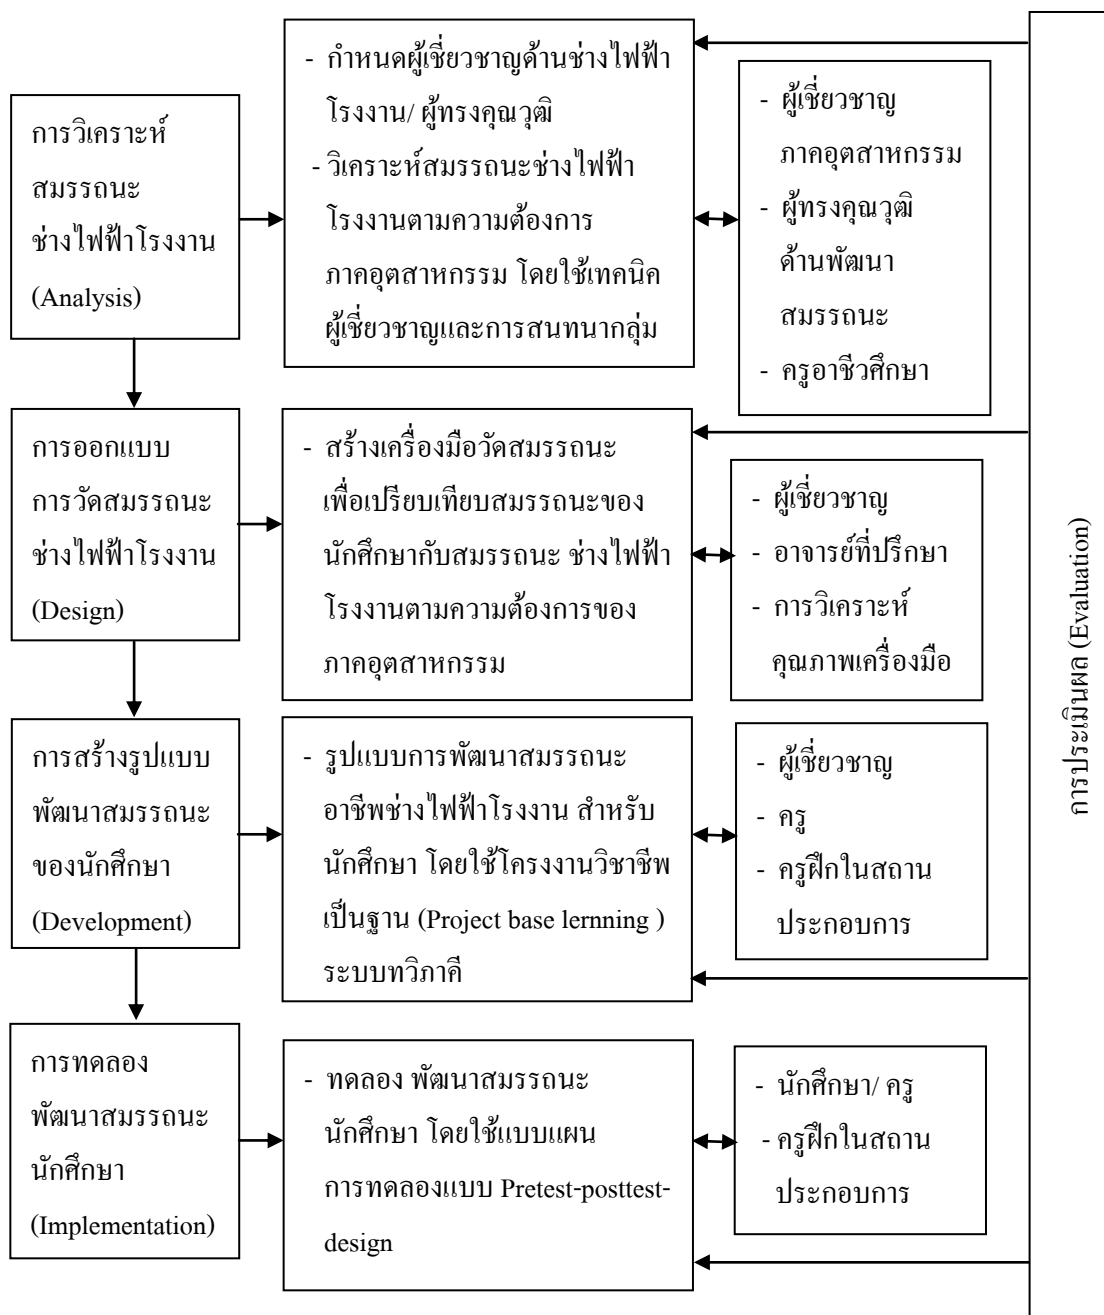 การวิเคราะห์
สมรรถนะ
ช่างไฟฟ้าโรงงาน
(Analysis)
- กำหนดผู้เชี่ยวชาญด้านช่างไฟฟ้า
โรงงาน/ ผู้ทรงคุณวุฒิ
- วิเคราะห์สมรรถนะช่างไฟฟ้า
โรงงานตามความต้องการ
ภาคอุตสาหกรรม โดยใช้เทคนิค
ผู้เชี่ยวชาญและการสนทนากลุ่ม
- ผู้เชี่ยวชาญ
ภาคอุตสาหกรรม
- ผู้ทรงคุณวุฒิ
ด้านพัฒนา
สมรรถนะ
- ครูอาชีวศึกษา
การออกแบบ
การวัดสมรรถนะ
ช่างไฟฟ้าโรงงาน
(Design)
- สร้างเครื่องมือวัดสมรรถนะ
เพื่อเปรียบเทียบสมรรถนะของ
นักศึกษากับสมรรถนะ ช่างไฟฟ้า
โรงงานตามความต้องการของ
ภาคอุตสาหกรรม
- ผู้เชี่ยวชาญ
- อาจารย์ที่ปรึกษา
- การวิเคราะห์
คุณภาพเครื่องมือ
การสร้างรูปแบบ
พัฒนาสมรรถนะ
ของนักศึกษา
(Development)
- รูปแบบการพัฒนาสมรรถนะ
อาชีพช่างไฟฟ้าโรงงาน สำหรับ
นักศึกษา โดยใช้โครงงานวิชาชีพ
เป็นฐาน (Project base lernning )
ระบบทวิภาคี
- ผู้เชี่ยวชาญ
- ครู
- ครูฝึกในสถาน
ประกอบการ
การทดลอง
พัฒนาสมรรถนะ
นักศึกษา
(Implementation)
- ทดลอง พัฒนาสมรรถนะ
นักศึกษา โดยใช้แบบแผน
การทดลองแบบ Pretest-posttest-
design
- นักศึกษา/ ครู
- ครูฝึกในสถาน
ประกอบการ
การประเมินผล (Evaluation)